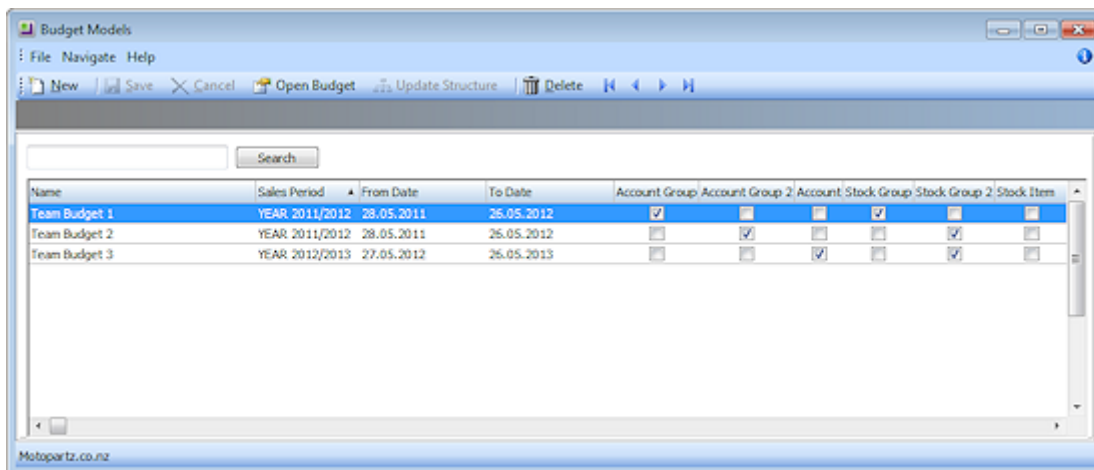 Budget Models
File Navigate Help
New Save Cancel Open Budget Update Structure Delete
Search
Name Sales Period From Date To Date Account Group Account Group 2 Account Stock Group Stock Group 2 Stock Item
Team Budget 1 YEAR 2011/2012 28.05.2011 26.05.2012
Team Budget 2 YEAR 2011/2012 28.05.2011 26.05.2012
Team Budget 3 YEAR 2012/2013 27.05.2012 26.05.2013
Motopartz.co.nz